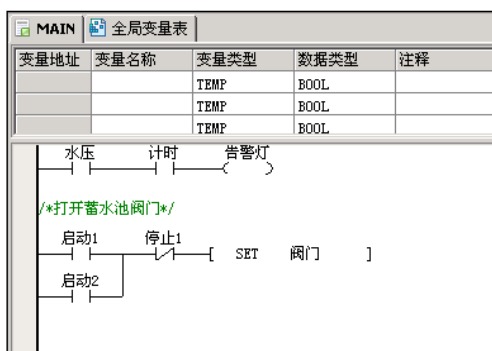 MAIN 全局变量表
变量地址 变量名称 变量类型 数据类型 注释
TEMP BOOL
TEMP BOOL
TEMP BOOL
水压 计时 告警灯
/*打开蓄水池阀门*/
启动1 停止1
[ SET 阀门 ]
启动2